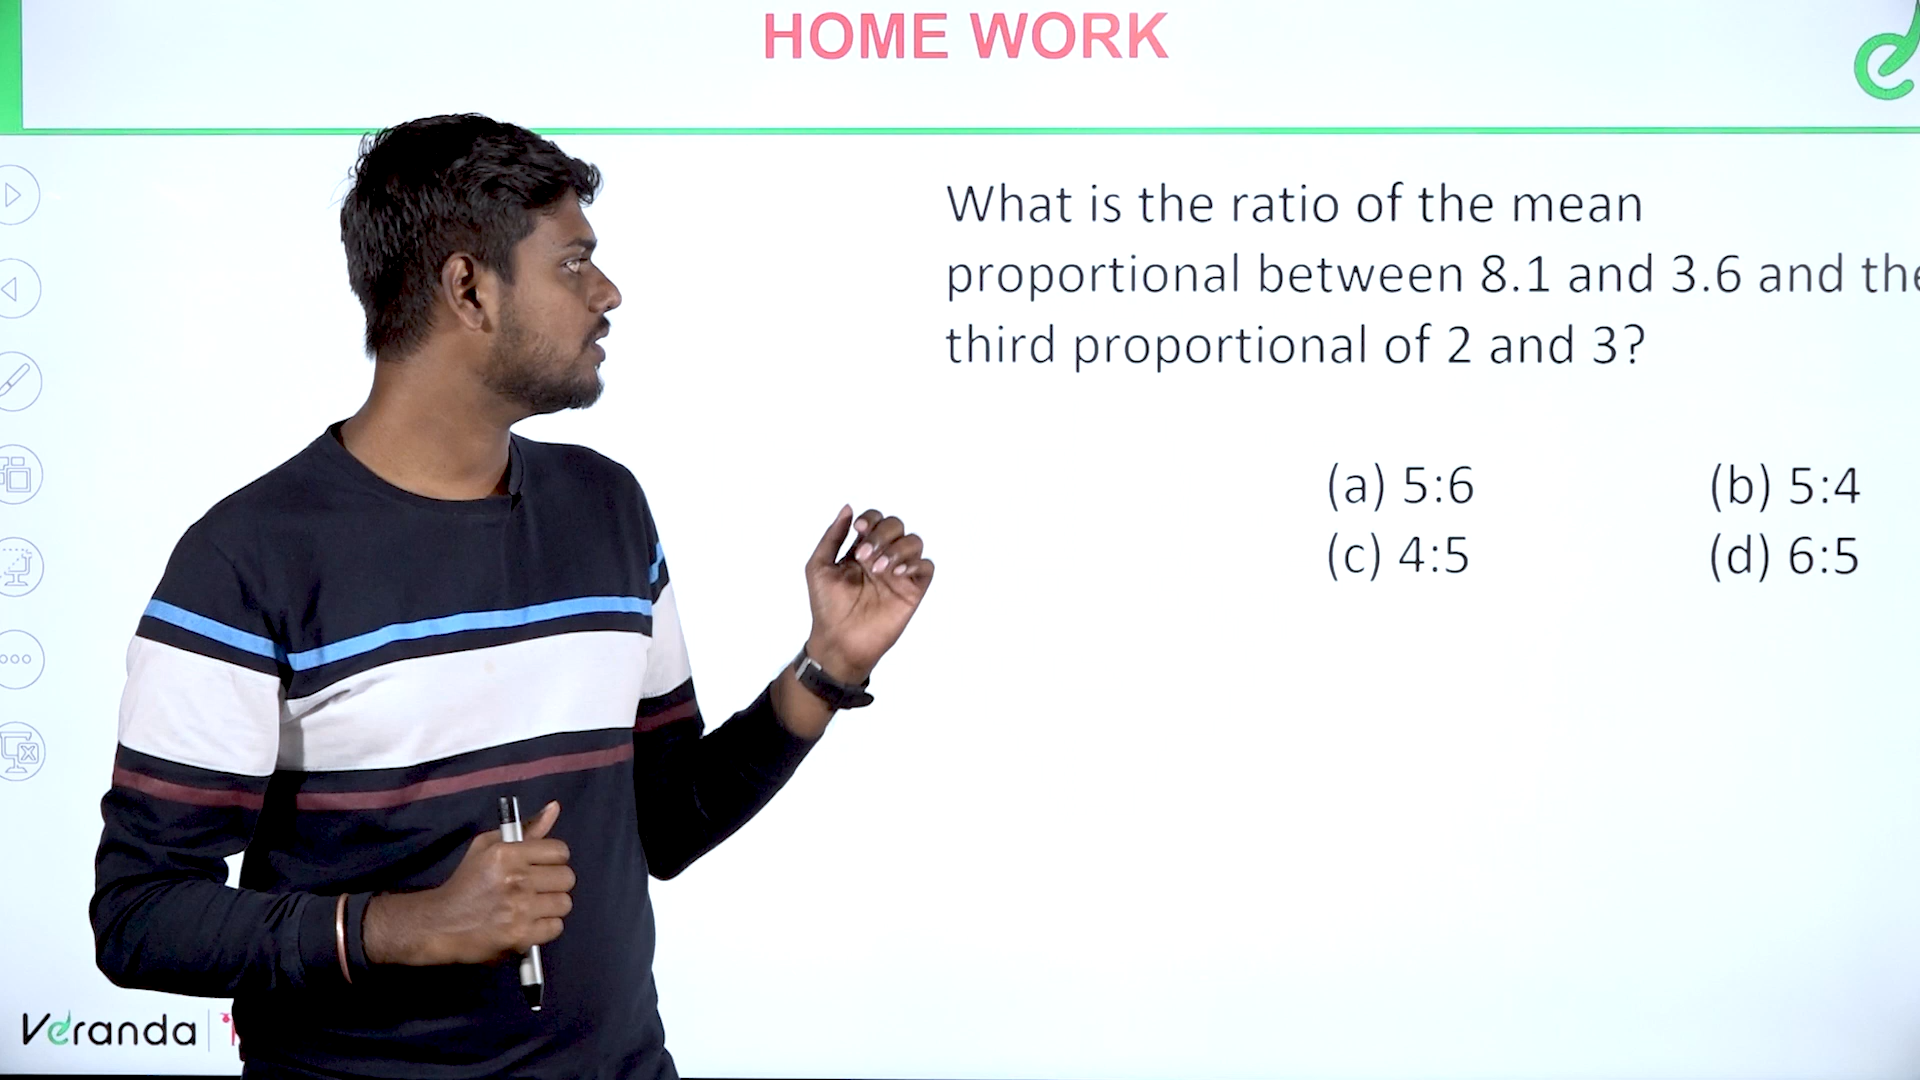 HOME WORK
What is the ratio of the mean
proportional between 8.1 and 3.6 and the
third proportional of 2 and 3?
(a) 5:6 (b) 5:4
(c) 4:5 (d) 6:5
Veranda